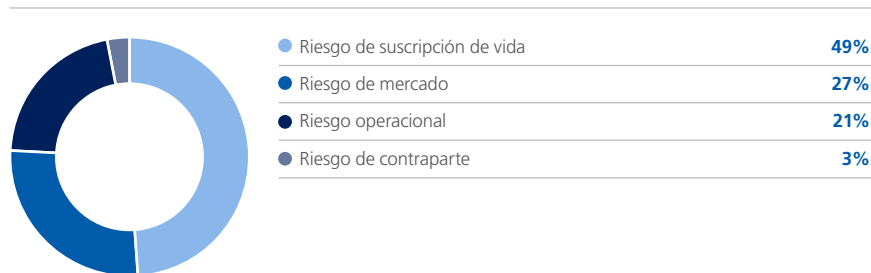 Riesgo de suscripción de vida 49%
Riesgo de mercado 27%
Riesgo operacional 21%
Riesgo de contraparte 3%